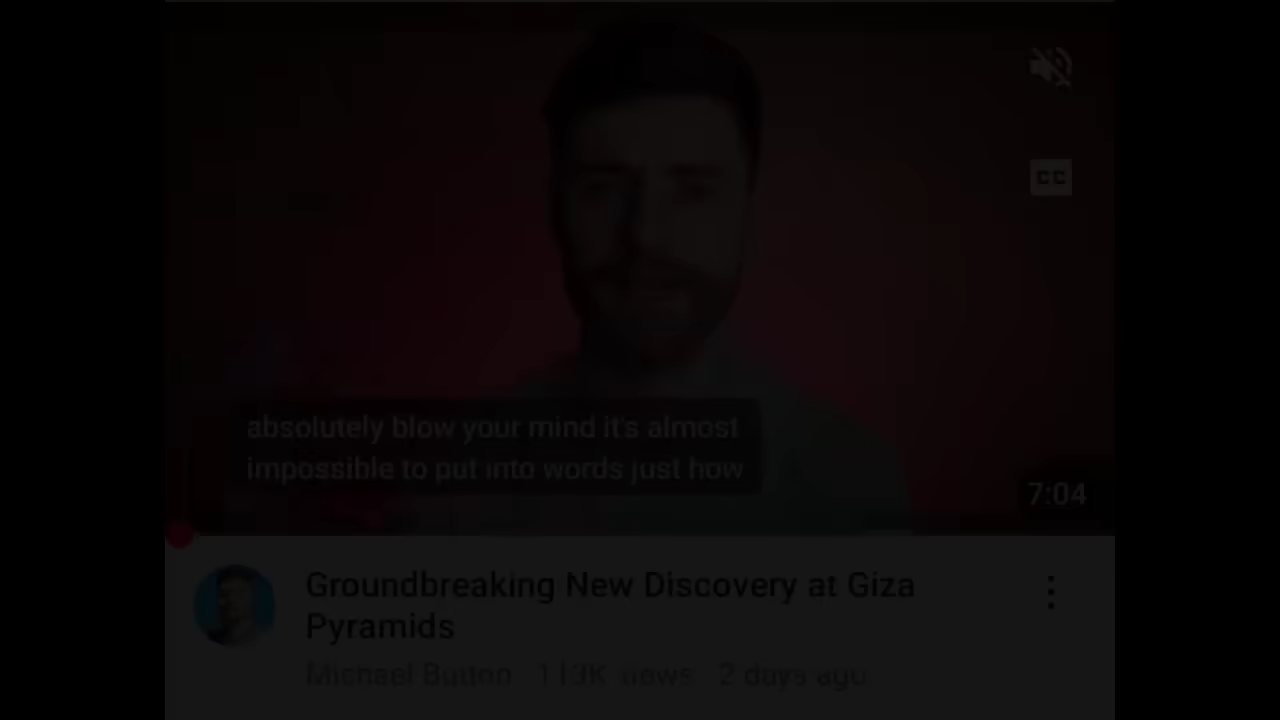 CC
absolutely blow your mind it's almost
impossible to put into words just how
7:04
Groundbreaking New Discovery at Giza
Pyramids
Michael Button views 2 days ago